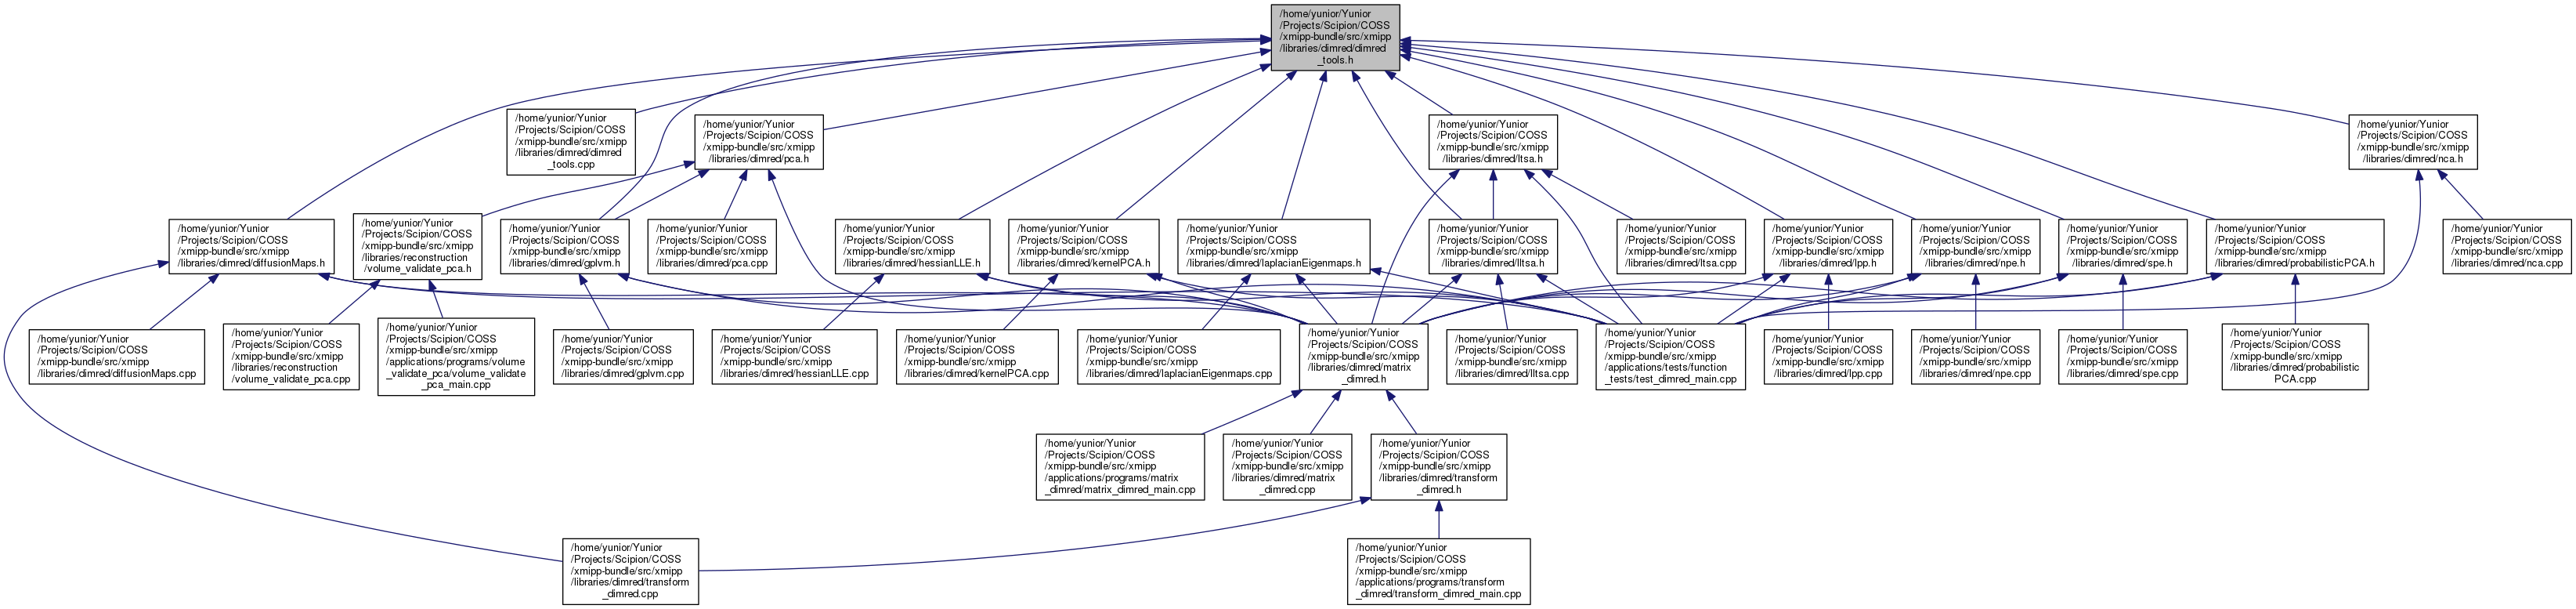 /home/yunior/Yunior
/Projects/Scipion/COSS
/xmipp-bundle/src/xmipp
/libraries/dimred/dimred
_tools.h
/home/yunior/Yunior
/Projects/Scipion/COSS
/xmipp-bundle/src/xmipp
/libraries/dimred/dimred
_tools.cpp
/home/yunior/Yunior
/Projects/Scipion/COSS
/xmipp-bundle/src/xmipp
/libraries/dimred/pca.h
/home/yunior/Yunior
/Projects/Scipion/COSS
/xmipp-bundle/src/xmipp
/libraries/dimred/ltsa.h
/home/yunior/Yunior
/Projects/Scipion/COSS
/xmipp-bundle/src/xmipp
/libraries/dimred/nca.h
/home/yunior/Yunior
/Projects/Scipion/COSS
/xmipp-bundle/src/xmipp
/libraries/dimred/diffusionMaps.h
/home/yunior/Yunior
/Projects/Scipion/COSS
/xmipp-bundle/src/xmipp
/libraries/reconstruction
/volume_validate_pca.h
/home/yunior/Yunior
/Projects/Scipion/COSS
/xmipp-bundle/src/xmipp
/libraries/dimred/gplvm.h
/home/yunior/Yunior
/Projects/Scipion/COSS
/xmipp-bundle/src/xmipp
/libraries/dimred/pca.cpp
/home/yunior/Yunior
/Projects/Scipion/COSS
/xmipp-bundle/src/xmipp
/libraries/dimred/hessianLLE.h
/home/yunior/Yunior
/Projects/Scipion/COSS
/xmipp-bundle/src/xmipp
/libraries/dimred/kernelPCA.h
/home/yunior/Yunior
/Projects/Scipion/COSS
/xmipp-bundle/src/xmipp
/libraries/dimred/laplacianEigenmaps.h
/home/yunior/Yunior
/Projects/Scipion/COSS
/xmipp-bundle/src/xmipp
/libraries/dimred/lltsa.h
/home/yunior/Yunior
/Projects/Scipion/COSS
/xmipp-bundle/src/xmipp
/libraries/dimred/ltsa.cpp
/home/yunior/Yunior
/Projects/Scipion/COSS
/xmipp-bundle/src/xmipp
/libraries/dimred/lpp.h
/home/yunior/Yunior
/Projects/Scipion/COSS
/xmipp-bundle/src/xmipp
/libraries/dimred/npe.h
/home/yunior/Yunior
/Projects/Scipion/COSS
/xmipp-bundle/src/xmipp
/libraries/dimred/spe.h
/home/yunior/Yunior
/Projects/Scipion/COSS
/xmipp-bundle/src/xmipp
/libraries/dimred/probabilisticPCA.h
/home/yunior/Yunior
/Projects/Scipion/COSS
/xmipp-bundle/src/xmipp
/libraries/dimred/nca.cpp
/home/yunior/Yunior
/Projects/Scipion/COSS
/xmipp-bundle/src/xmipp
/libraries/dimred/diffusionMaps.cpp
/home/yunior/Yunior
/Projects/Scipion/COSS
/xmipp-bundle/src/xmipp
/libraries/reconstruction
/volume_validate_pca.cpp
/home/yunior/Yunior
/Projects/Scipion/COSS
/xmipp-bundle/src/xmipp
/applications/programs/volume
_validate_pca/volume_validate
_pca_main.cpp
/home/yunior/Yunior
/Projects/Scipion/COSS
/xmipp-bundle/src/xmipp
/libraries/dimred/gplvm.cpp
/home/yunior/Yunior
/Projects/Scipion/COSS
/xmipp-bundle/src/xmipp
/libraries/dimred/hessianLLE.cpp
/home/yunior/Yunior
/Projects/Scipion/COSS
/xmipp-bundle/src/xmipp
/libraries/dimred/kernelPCA.cpp
/home/yunior/Yunior
/Projects/Scipion/COSS
/xmipp-bundle/src/xmipp
/libraries/dimred/laplacianEigenmaps.cpp
/home/yunior/Yunior
/Projects/Scipion/COSS
/xmipp-bundle/src/xmipp
/libraries/dimred/matrix
_dimred.h
/home/yunior/Yunior
/Projects/Scipion/COSS
/xmipp-bundle/src/xmipp
/libraries/dimred/lltsa.cpp
/home/yunior/Yunior
/Projects/Scipion/COSS
/xmipp-bundle/src/xmipp
/applications/tests/function
_tests/test_dimred_main.cpp
/home/yunior/Yunior
/Projects/Scipion/COSS
/xmipp-bundle/src/xmipp
/libraries/dimred/lpp.cpp
/home/yunior/Yunior
/Projects/Scipion/COSS
/xmipp-bundle/src/xmipp
/libraries/dimred/npe.cpp
/home/yunior/Yunior
/Projects/Scipion/COSS
/xmipp-bundle/src/xmipp
/libraries/dimred/spe.cpp
/home/yunior/Yunior
/Projects/Scipion/COSS
/xmipp-bundle/src/xmipp
/libraries/dimred/probabilistic
PCA.cpp
/home/yunior/Yunior
/Projects/Scipion/COSS
/xmipp-bundle/src/xmipp
/applications/programs/matrix
_dimred/matrix_dimred_main.cpp
/home/yunior/Yunior
/Projects/Scipion/COSS
/xmipp-bundle/src/xmipp
/libraries/dimred/matrix
_dimred.cpp
/home/yunior/Yunior
/Projects/Scipion/COSS
/xmipp-bundle/src/xmipp
/libraries/dimred/transform
_dimred.h
/home/yunior/Yunior
/Projects/Scipion/COSS
/xmipp-bundle/src/xmipp
/libraries/dimred/transform
_dimred.cpp
/home/yunior/Yunior
/Projects/Scipion/COSS
/xmipp-bundle/src/xmipp
/applications/programs/transform
_dimred/transform_dimred_main.cpp